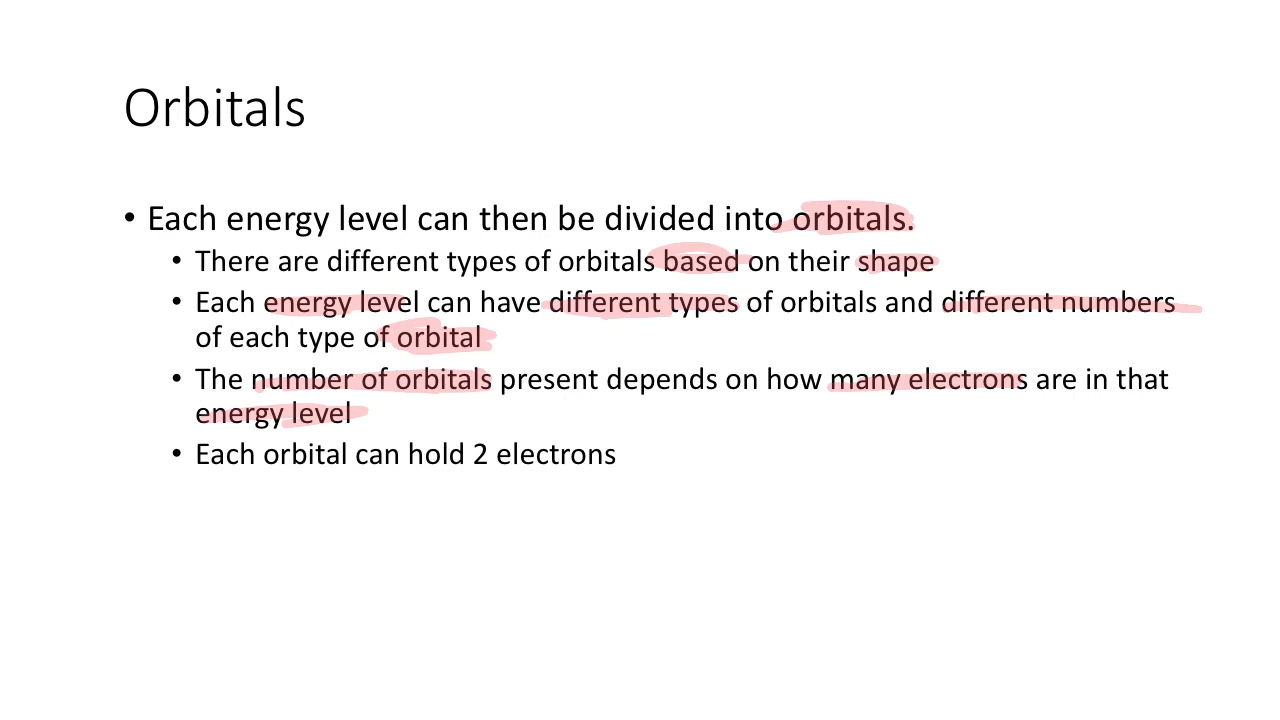 Orbitals
• Each energy level can then be divided into orbitals.
• There are different types of orbitals based on their shape
• Each energy level can have different types of orbitals and different numbers
of each type of orbital
• The number of orbitals present depends on how many electrons are in that
energy level
• Each orbital can hold 2 electrons